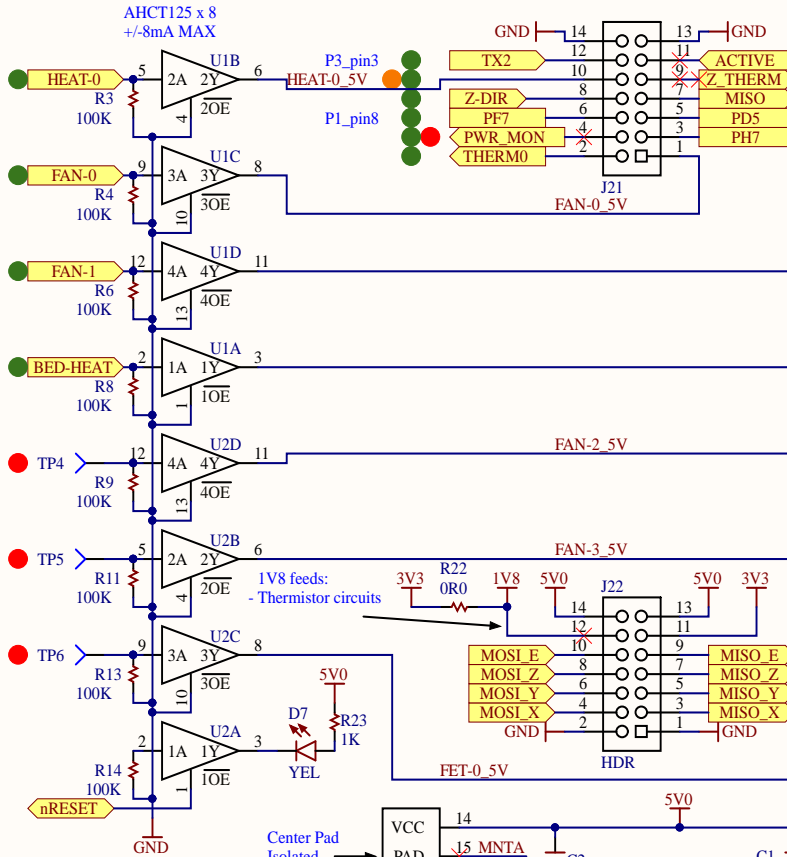 AHCT125 x 8
+/-8mA MAX
HEAT-0
5
2A 2Y
U1B
6
HEAT-0_5V
R3
100K
4
2OE
P3_pin3
P1_pin8
GND
14
13
GND
TX2
12
11
ACTIVE
10
9
Z_THERM
Z-DIR
8
7
MISO
PF7
6
5
PD5
PWR_MON
4
3
PH7
THERM0
2
1
J21
FAN-0_5V
FAN-0
9
3A 3Y
U1C
8
R4
100K
10
3OE
FAN-1
12
4A 4Y
U1D
11
R6
100K
13
4OE
BED-HEAT
2
1A 1Y
U1A
3
R8
100K
1
1OE
TP4
12
4A 4Y
U2D
11
FAN-2_5V
R9
100K
13
4OE
TP5
5
2A 2Y
U2B
6
FAN-3_5V
R11
100K
4
2OE
1V8 feeds:
- Thermistor circuits
3V3
R22
0R0
1V8
5V0
J22
5V0
3V3
14
13
12
11
MOSI_E
10
9
MISO_E
MOSI_Z
8
7
MISO_Z
MOSI_Y
6
5
MISO_Y
MOSI_X
4
3
MISO_X
GND
2
1
GND
HDR
TP6
9
3A 3Y
U2C
8
R13
100K
10
3OE
FET-0_5V
5V0
D7
R23
1K
YEL
2
1A 1Y
U2A
3
R14
100K
1
1OE
nRESET
GND
Center Pad
Isolated
VCC
14
5V0
PAD
15
MNTA
C2
C1